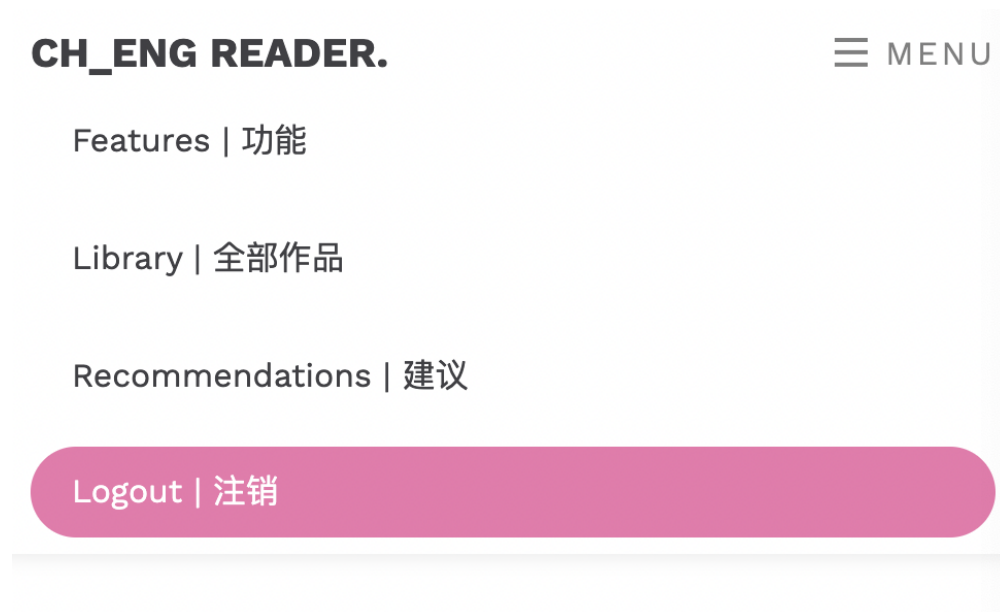 CH_ENG READER.
MENU
Features | 功能
Library | 全部作品
Recommendations | 建议
Logout | 注销